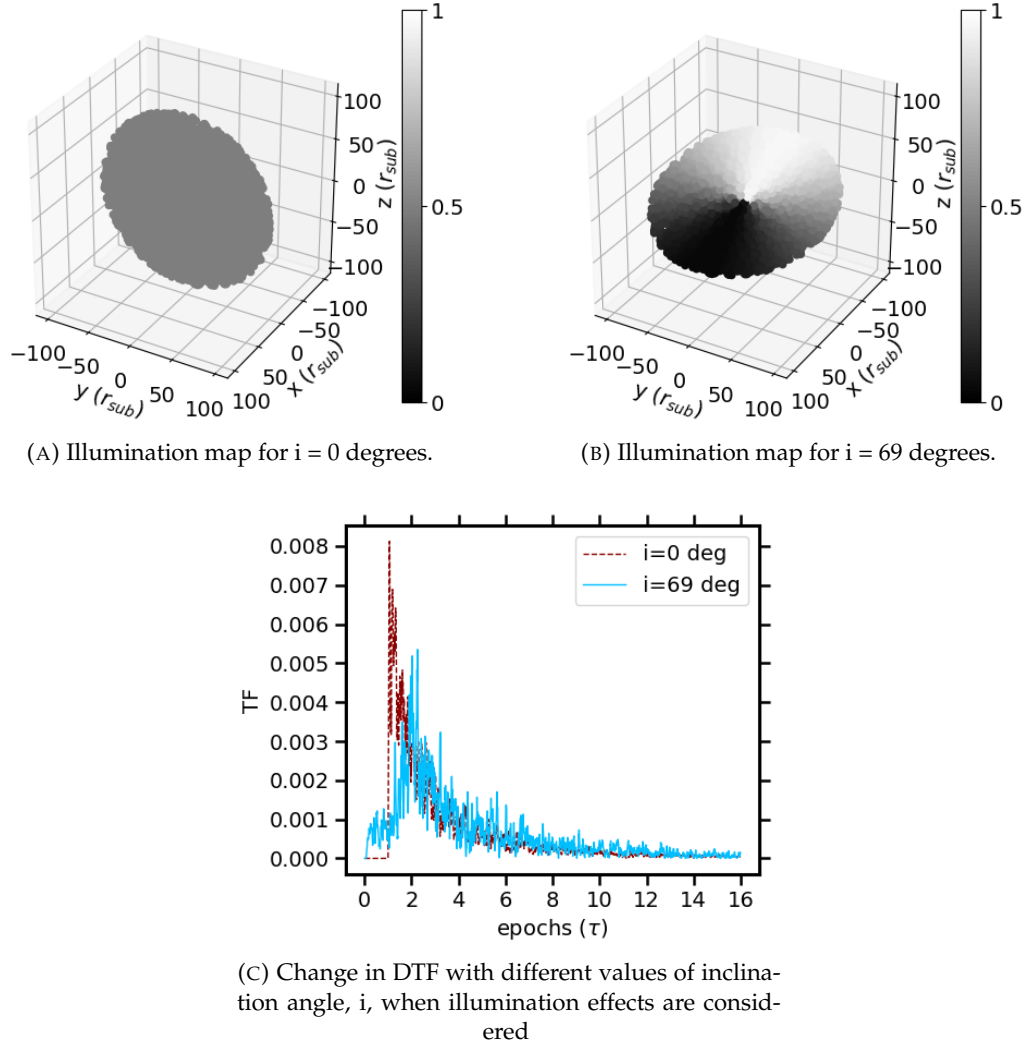 1
0.5
0
100
50
0
−50
−100
z (r_sub)
−100
−50
0
50
100
x (r_sub)
−100
−50
0
50
100
y (r_sub)
(A) Illumination map for i = 0 degrees.
1
0.5
0
100
50
0
−50
−100
z (r_sub)
−100
−50
0
50
100
x (r_sub)
−100
−50
0
50
100
y (r_sub)
(B) Illumination map for i = 69 degrees.
0.008
0.007
0.006
0.005
0.004
0.003
0.002
0.001
0.000
TF
i=0 deg
i=69 deg
0 2 4 6 8 10 12 14 16
epochs (τ)
(C) Change in DTF with different values of inclina-
tion angle, i, when illumination effects are consid-
ered